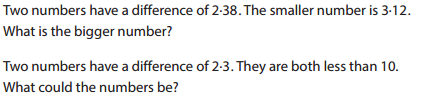 Two numbers have a difference of 2·38. The smaller number is 3·12.
What is the bigger number?
Two numbers have a difference of 2·3. They are both less than 10.
What could the numbers be?